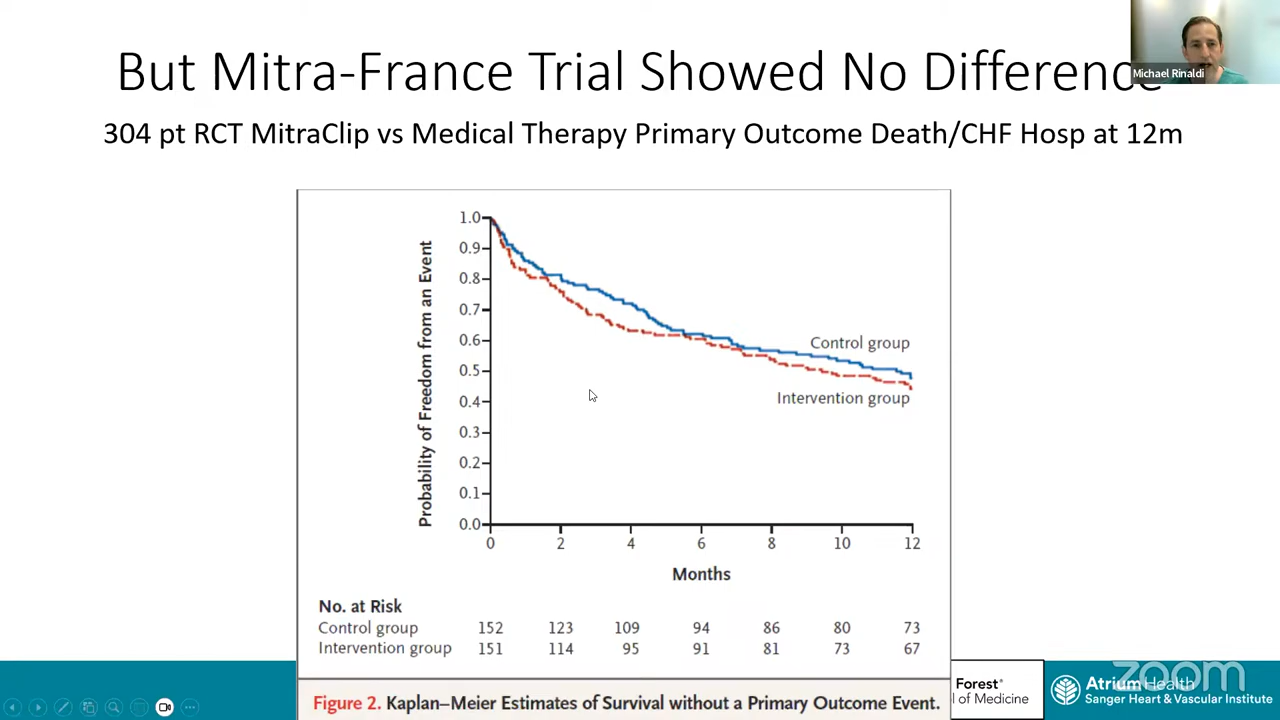 But Mitra-France Trial Showed No Difference
Michael Rinaldi
304 pt RCT MitraClip vs Medical Therapy Primary Outcome Death/CHF Hosp at 12m
Probability of Freedom from an Event
1.0
0.9
0.8
0.7
0.6
0.5
0.4
0.3
0.2
0.1
0.0
Control group
Intervention group
0 2 4 6 8 10 12
Months
No. at Risk
Control group 152 123 109 94 86 80 73
Intervention group 151 114 95 91 81 73 67
Figure 2. Kaplan–Meier Estimates of Survival without a Primary Outcome Event.
Forest
l of Medicine
Atrium Health
Sanger Heart & Vascular Institute
zoom